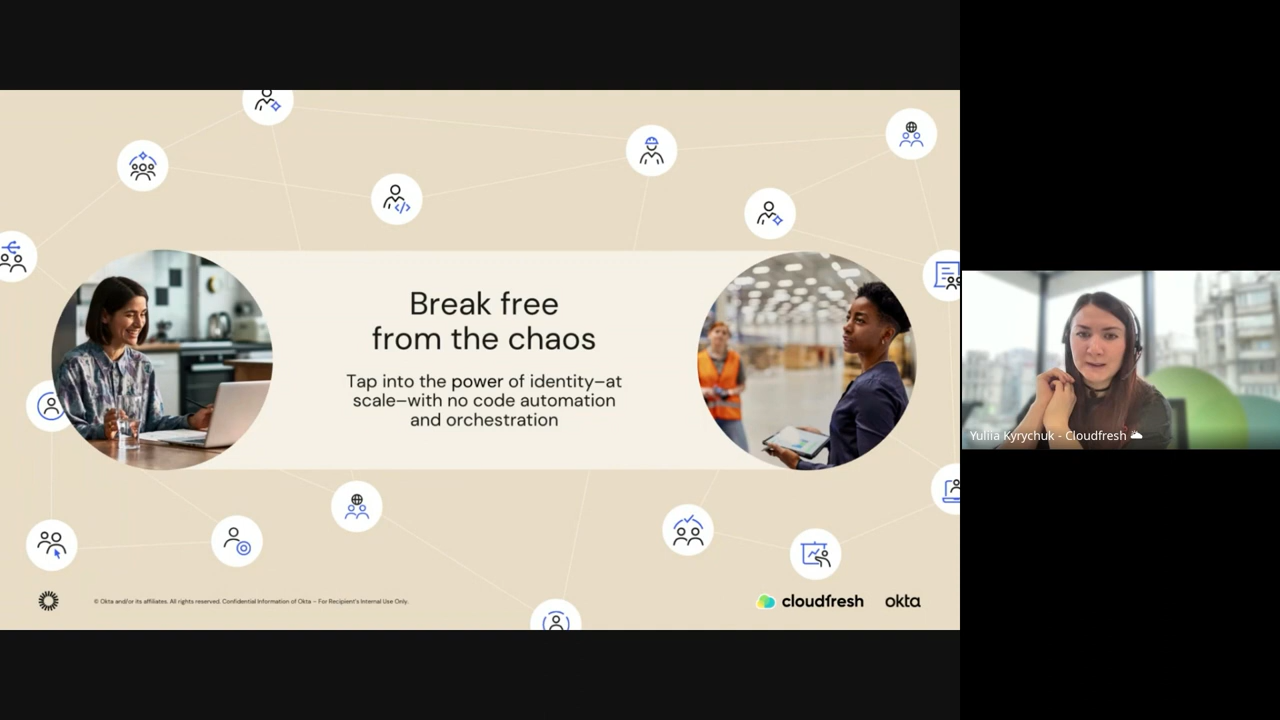 Break free
from the chaos
Tap into the power of identity–at
scale–with no code automation
and orchestration
© Okta and/or its affiliates. All rights reserved. Confidential Information of Okta – For Recipient's Internal Use Only.
cloudfresh
okta
Yuliia Kyrychuk - Cloudfresh